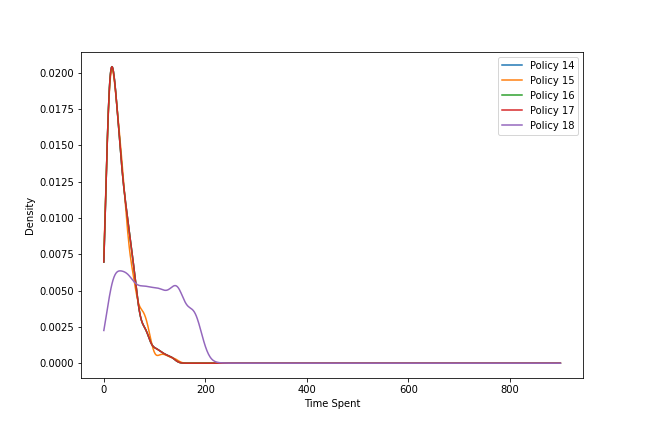 Policy 14
Policy 15
Policy 16
Policy 17
Policy 18
0.0200
0.0175
0.0150
0.0125
0.0100
0.0075
0.0050
0.0025
0.0000
Density
0 200 400 600 800
Time Spent